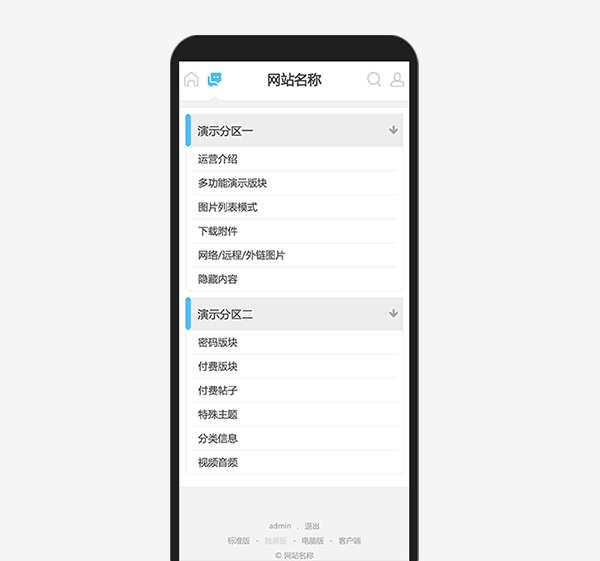 网站名称
演示分区一
运营介绍
多功能演示版块
图片列表模式
下载附件
网络/远程/外链图片
隐藏内容
演示分区二
密码版块
付费版块
付费帖子
特殊主题
分类信息
视频音频
admin ， 退出
标准版 - 触屏版 - 电脑版 - 客户端
© 网站名称